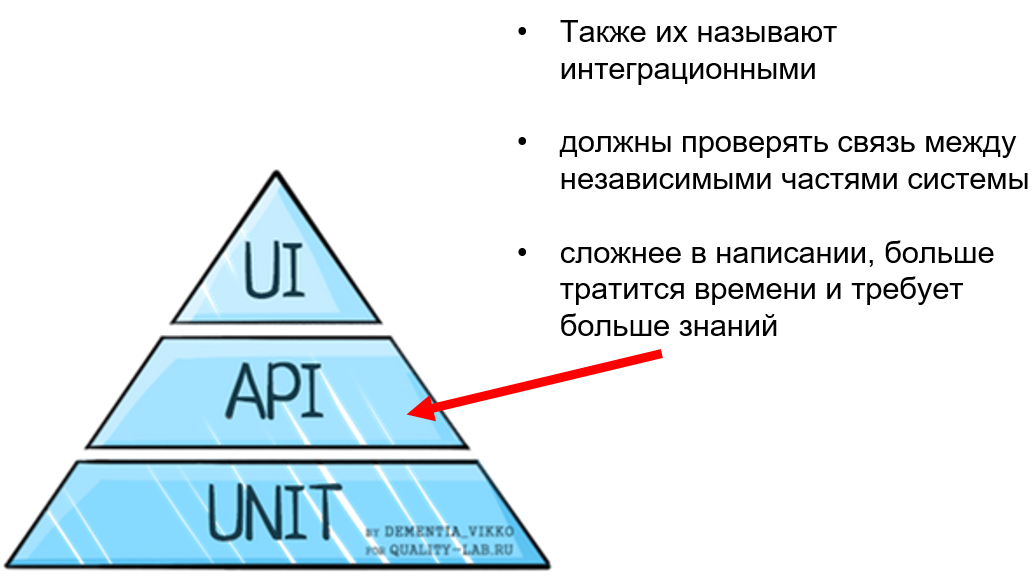 • Также их называют
интеграционными
• должны проверять связь между
независимыми частями системы
• сложнее в написании, больше
тратится времени и требует
больше знаний
UI
API
UNIT
BY DEMENTIA_VIKKO
FOR QUALITY-LAB.RU